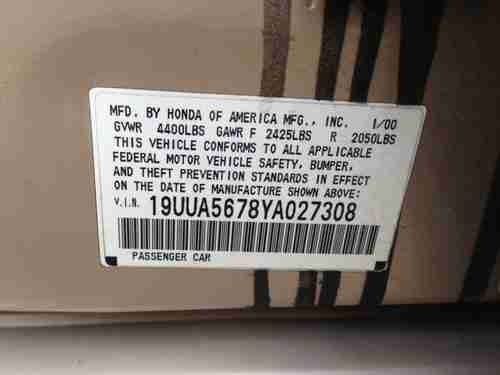 MFD. BY HONDA OF AMERICA MFG., INC. 1/00
GVWR 4400LBS GAWR F 2425LBS R 2050LBS
THIS VEHICLE CONFORMS TO ALL APPLICABLE
FEDERAL MOTOR VEHICLE SAFETY, BUMPER,
AND THEFT PREVENTION STANDARDS IN EFFECT
ON THE DATE OF MANUFACTURE SHOWN ABOVE:
V.I.N. 19UUA5678YA027308
PASSENGER CAR